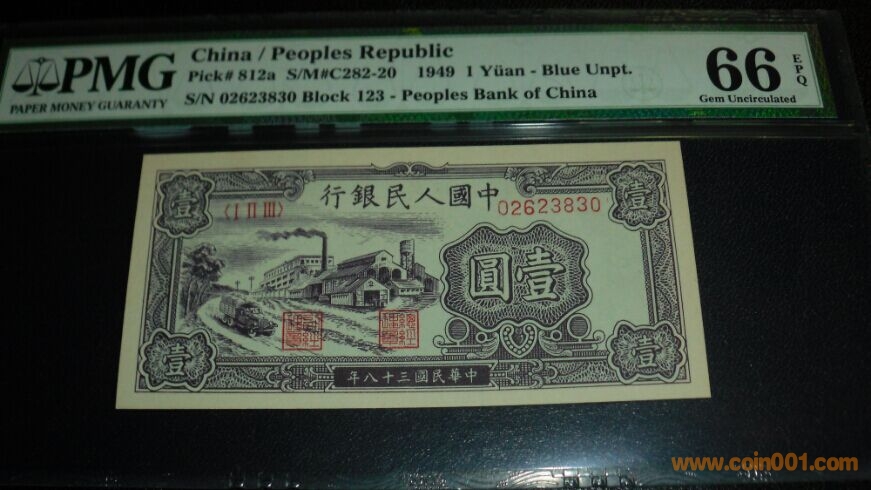 PMG
PAPER MONEY GUARANTY
China / Peoples Republic
Pick# 812a S/M#C282-20 1949 1 Yüan - Blue Unpt.
S/N 02623830 Block 123 - Peoples Bank of China
66 EPQ
Gem Uncirculated
行銀民人國中
壹
壹
〈I II III〉
02623830
圓壹
壹
壹
年八十三國民華中
www.coin001.com